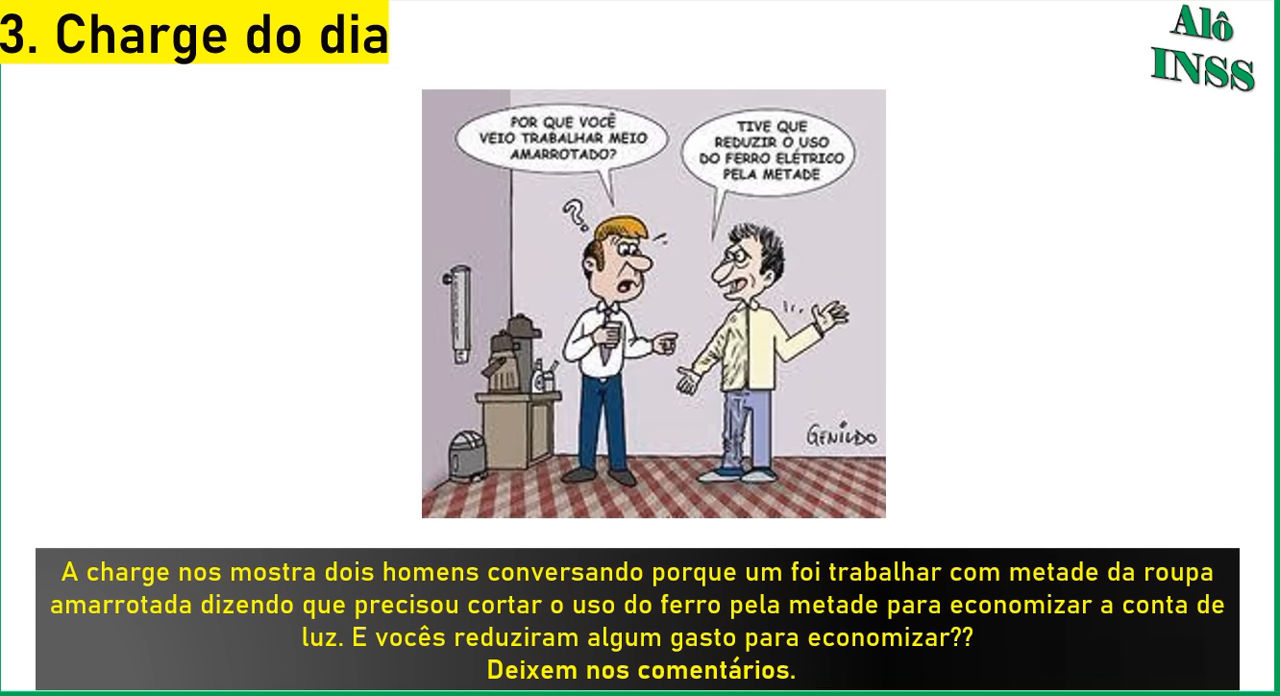 3. Charge do dia
Alô
INSS
POR QUE VOCÊ
VEIO TRABALHAR MEIO
AMARROTADO?
TIVE QUE
REDUZIR O USO
DO FERRO ELÉTRICO
PELA METADE
?
GENILDO
A charge nos mostra dois homens conversando porque um foi trabalhar com metade da roupa
amarrotada dizendo que precisou cortar o uso do ferro pela metade para economizar a conta de
luz. E vocês reduziram algum gasto para economizar??
Deixem nos comentários.